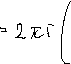 = 2πr (